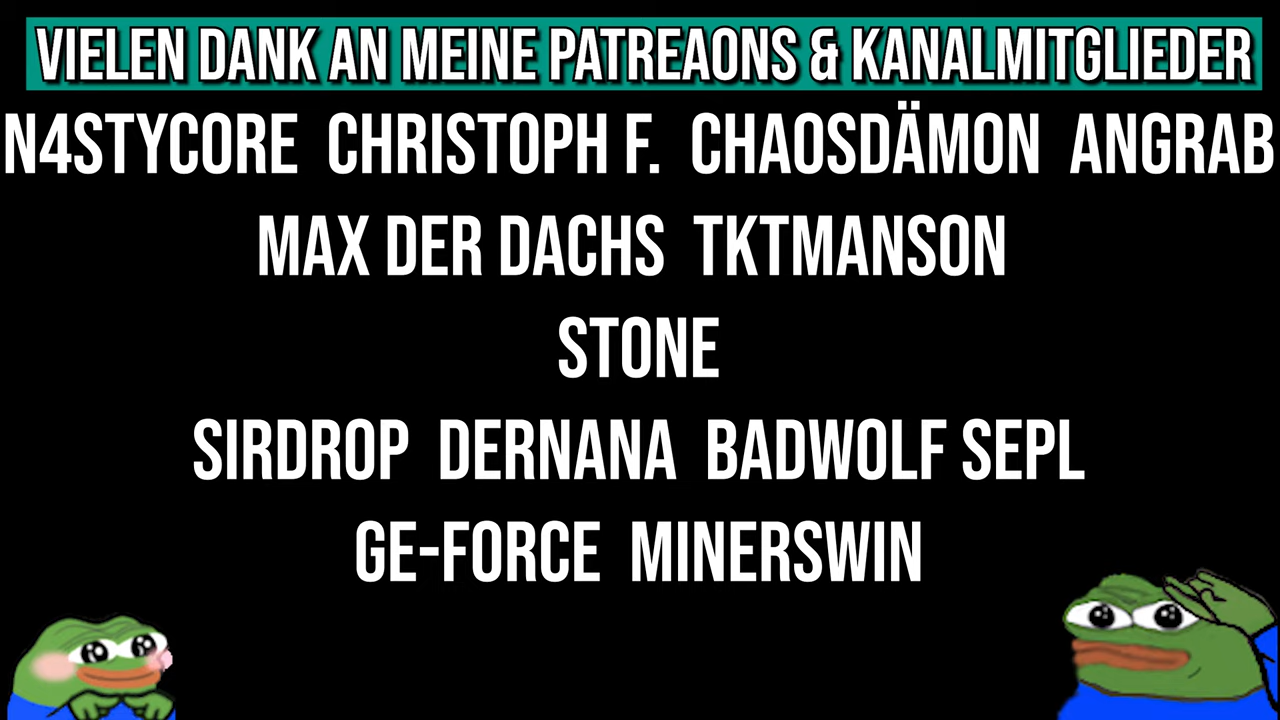 VIELEN DANK AN MEINE PATREAONS & KANALMITGLIEDER
N4STYCORE CHRISTOPH F. CHAOSDÄMON ANGRAB
MAX DER DACHS TKTMANSON
STONE
SIRDROP DERNANA BADWOLF SEPL
GE-FORCE MINERSWIN